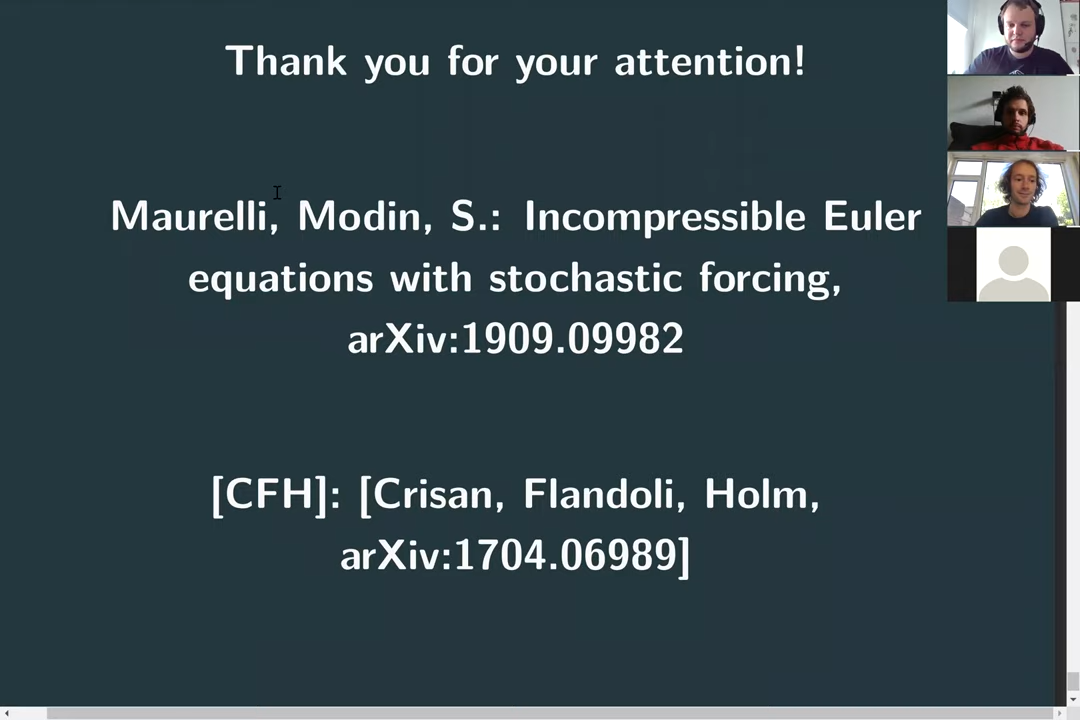 Thank you for your attention!
Maurelli, Modin, S.: Incompressible Euler
equations with stochastic forcing,
arXiv:1909.09982
[CFH]: [Crisan, Flandoli, Holm,
arXiv:1704.06989]